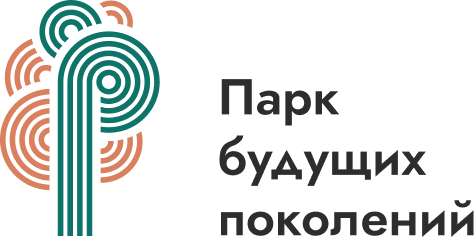 Парк
будущих
поколений